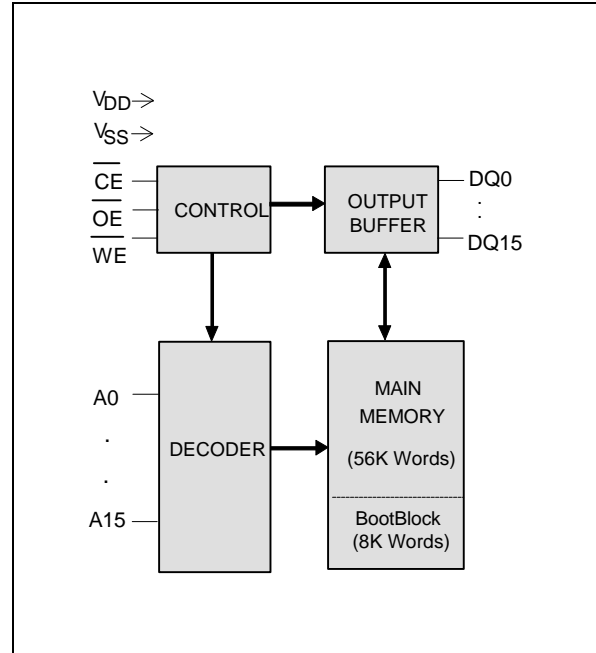 VDD
VSS
CE
OE
WE
CONTROL
OUTPUT
BUFFER
DQ0
.
.
DQ15
A0
.
.
A15
DECODER
MAIN
MEMORY
(56K Words)
BootBlock
(8K Words)